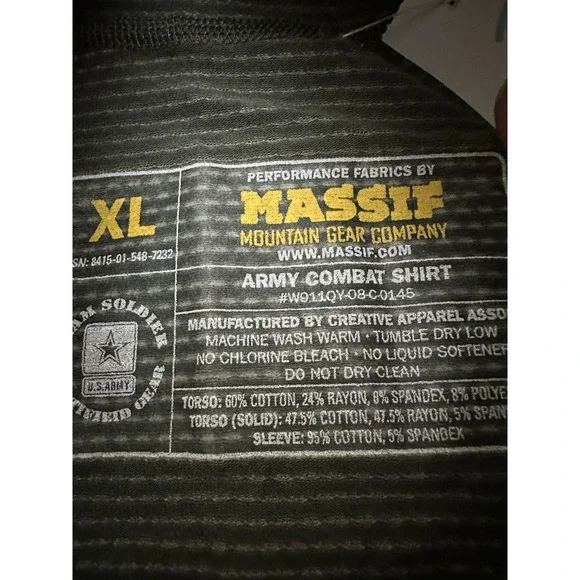 XL
SN: 8415-01-548-7232
AM SOLDIER
U.S. ARMY
TIFIED GEAR
PERFORMANCE FABRICS BY
MASSIF
MOUNTAIN GEAR COMPANY
WWW.MASSIF.COM
ARMY COMBAT SHIRT
#W911QY-08-C-0145
MANUFACTURED BY CREATIVE APPAREL ASSO
MACHINE WASH WARM · TUMBLE DRY LOW
NO CHLORINE BLEACH · NO LIQUID SOFTENER
DO NOT DRY CLEAN
TORSO: 60% COTTON, 24% RAYON, 8% SPANDEX, 8% POLYE
TORSO (SOLID): 47.5% COTTON, 47.5% RAYON, 5% SPAN
SLEEVE: 95% COTTON, 5% SPANDEX